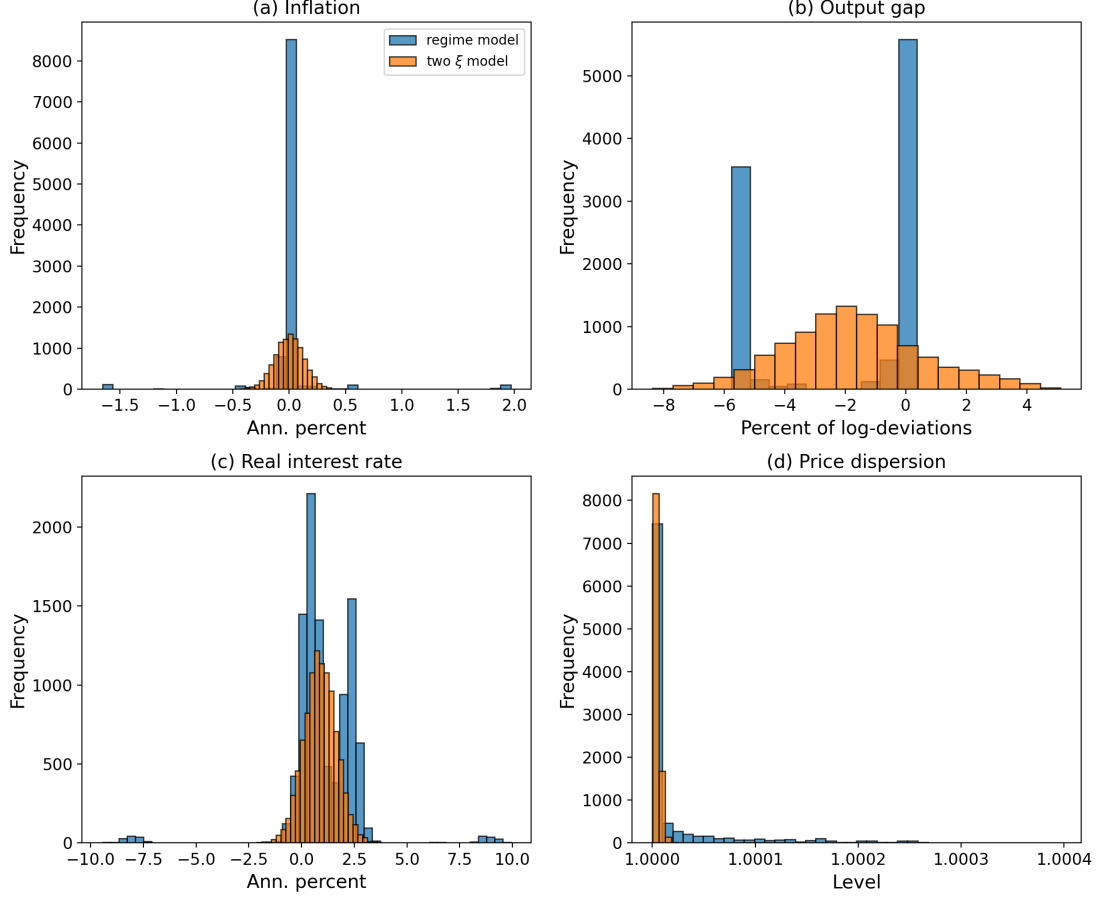 (a) Inflation
(b) Output gap
Frequency
8000
7000
6000
5000
4000
3000
2000
1000
0
regime model
two ξ model
−1.5 −1.0 −0.5 0.0 0.5 1.0 1.5 2.0
Ann. percent
Frequency
5000
4000
3000
2000
1000
0
−8 −6 −4 −2 0 2 4
Percent of log-deviations
(c) Real interest rate
(d) Price dispersion
Frequency
2000
1500
1000
500
0
−10.0 −7.5 −5.0 −2.5 0.0 2.5 5.0 7.5 10.0
Ann. percent
Frequency
8000
7000
6000
5000
4000
3000
2000
1000
0
1.0000 1.0001 1.0002 1.0003 1.0004
Level